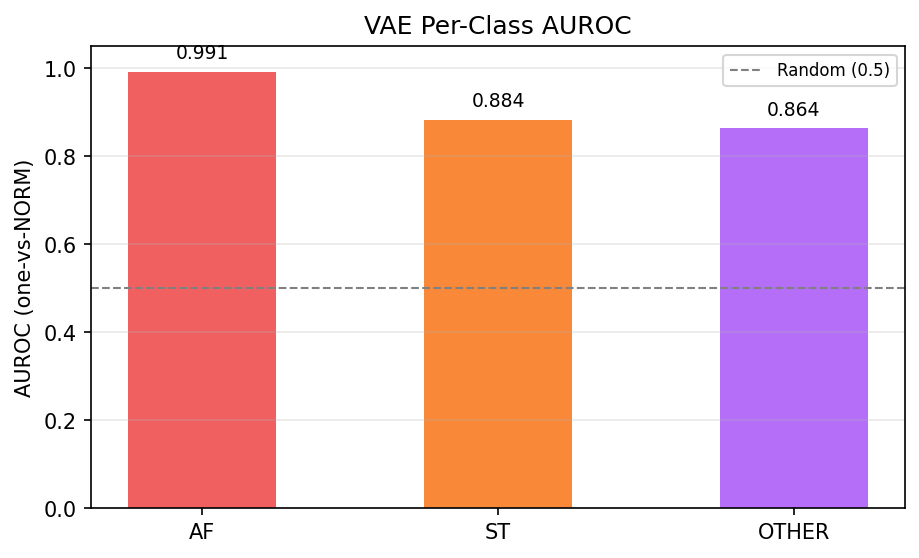 VAE Per-Class AUROC
AUROC (one-vs-NORM)
1.0
0.8
0.6
0.4
0.2
0.0
0.991
0.884
0.864
Random (0.5)
AF
ST
OTHER